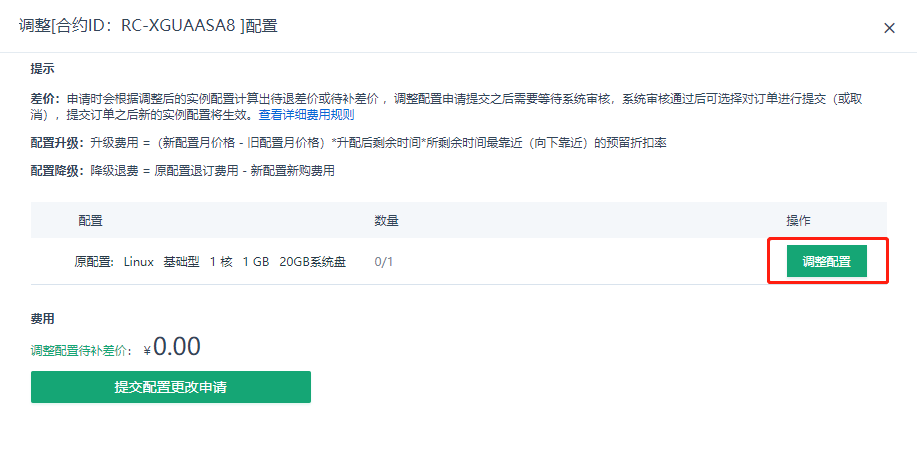 调整[合约ID：RC-XGUAASA8 ]配置
提示
差价：申请时会根据调整后的实例配置计算出待退差价或待补差价 ，调整配置申请提交之后需要等待系统审核，系统审核通过后可选择对订单进行提交（或取
消），提交订单之后新的实例配置将生效。查看详细费用规则
配置升级：升级费用 =（新配置月价格 - 旧配置月价格）*升配后剩余时间*所剩余时间最靠近（向下靠近）的预留折扣率
配置降级：降级退费 = 原配置退订费用 - 新配置新购费用
配置 数量 操作
原配置: Linux 基础型 1 核 1 GB 20GB系统盘 0/1 调整配置
费用
调整配置待补差价： ¥0.00
提交配置更改申请